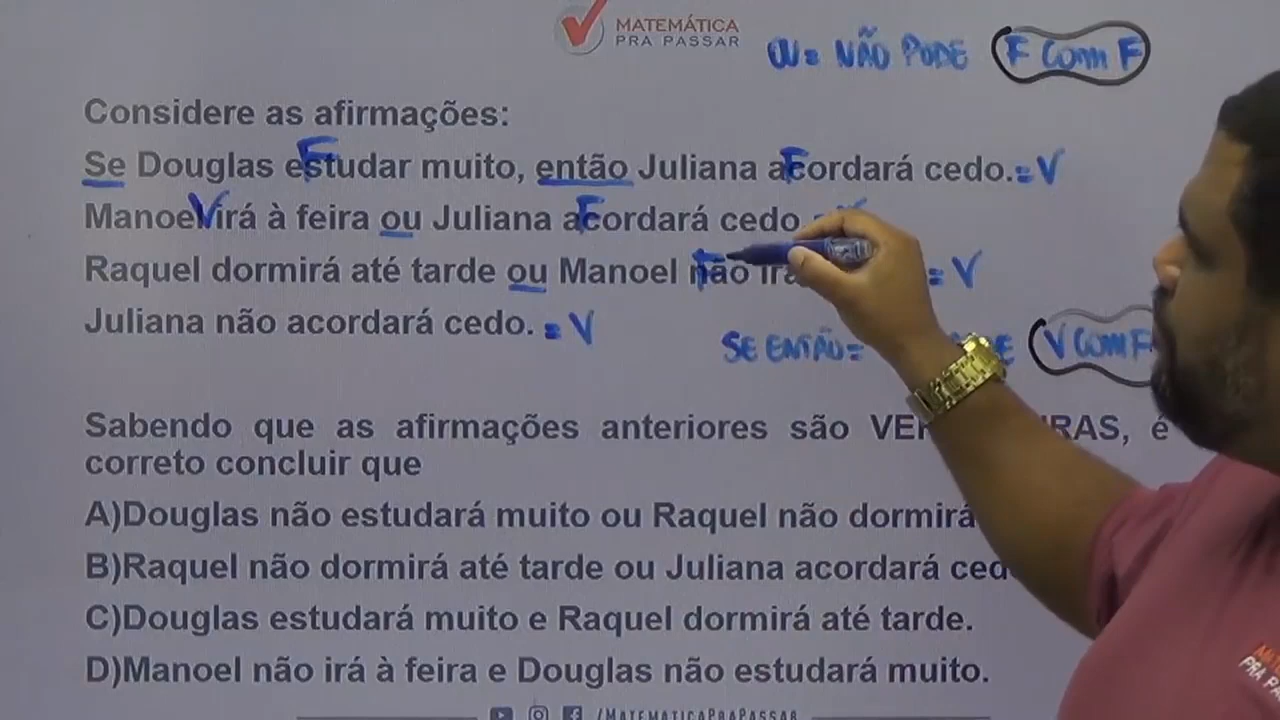 MATEMÁTICA
PRA PASSAR
OU = NÃO PODE F COM F
Considere as afirmações:
Se Douglas estudar muito, então Juliana acordará cedo. = V
F F
Manoel irá à feira ou Juliana acordará cedo
V F
Raquel dormirá até tarde ou Manoel não irá = V
F
Juliana não acordará cedo. = V
SE ENTÃO = V COM F
Sabendo que as afirmações anteriores são é
correto concluir que
A)Douglas não estudará muito ou Raquel não dormirá
B)Raquel não dormirá até tarde ou Juliana acordará
C)Douglas estudará muito e Raquel dormirá até tarde.
D)Manoel não irá à feira e Douglas não estudará muito.
/MATEMATICAPRAPASSAR